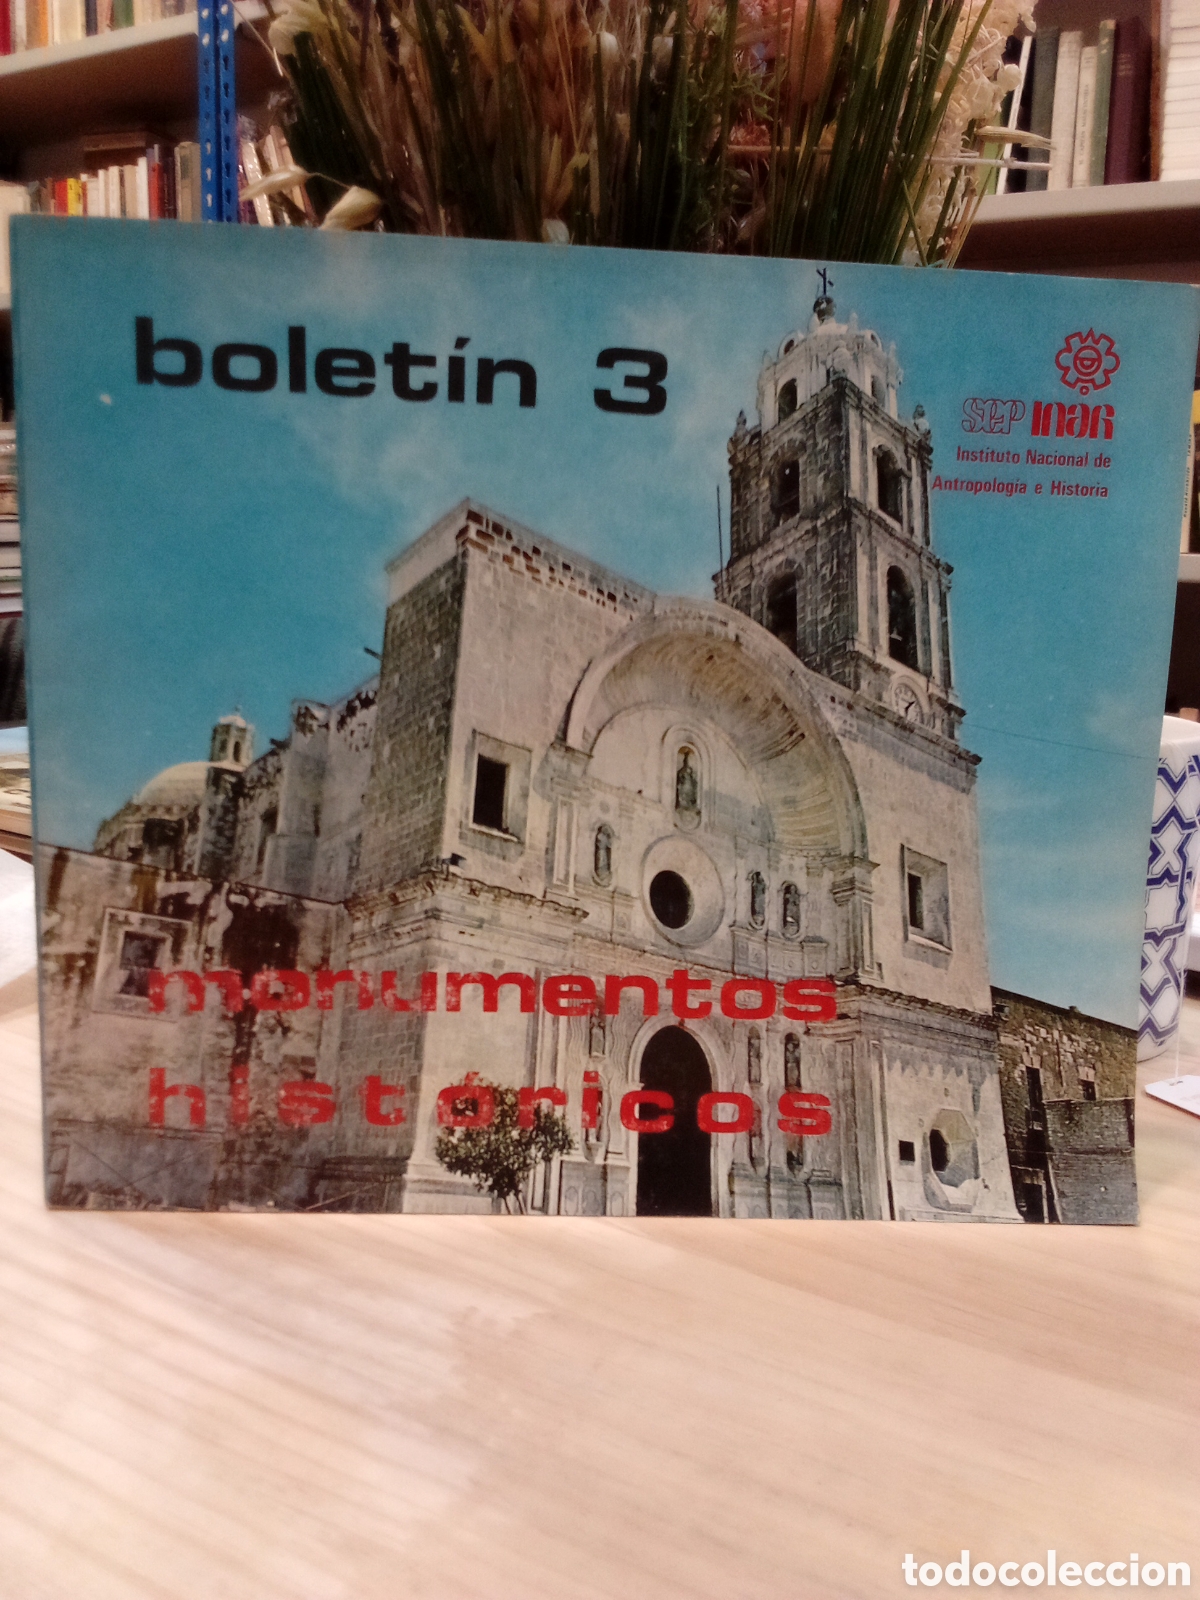 boletín 3
SEP INAH
Instituto Nacional de
Antropología e Historia
monumentos
históricos
todocoleccion